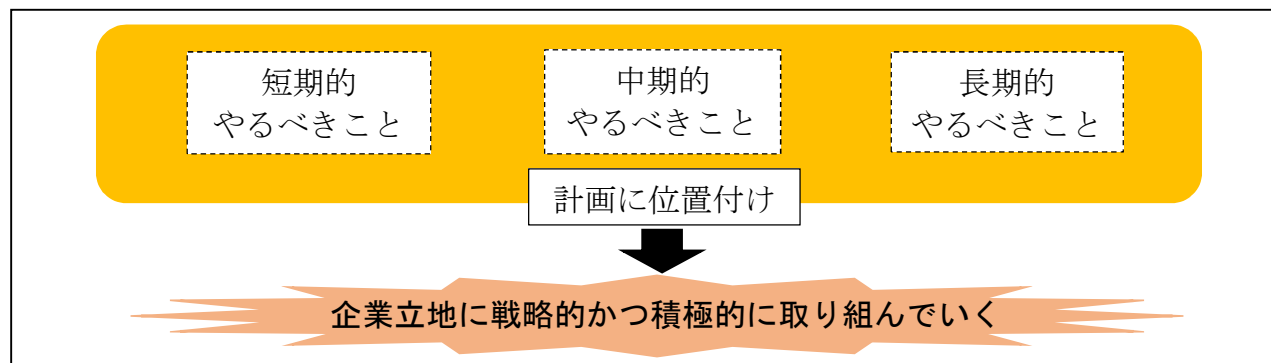 短期的
やるべきこと
中期的
やるべきこと
長期的
やるべきこと
計画に位置付け
企業立地に戦略的かつ積極的に取り組んでいく